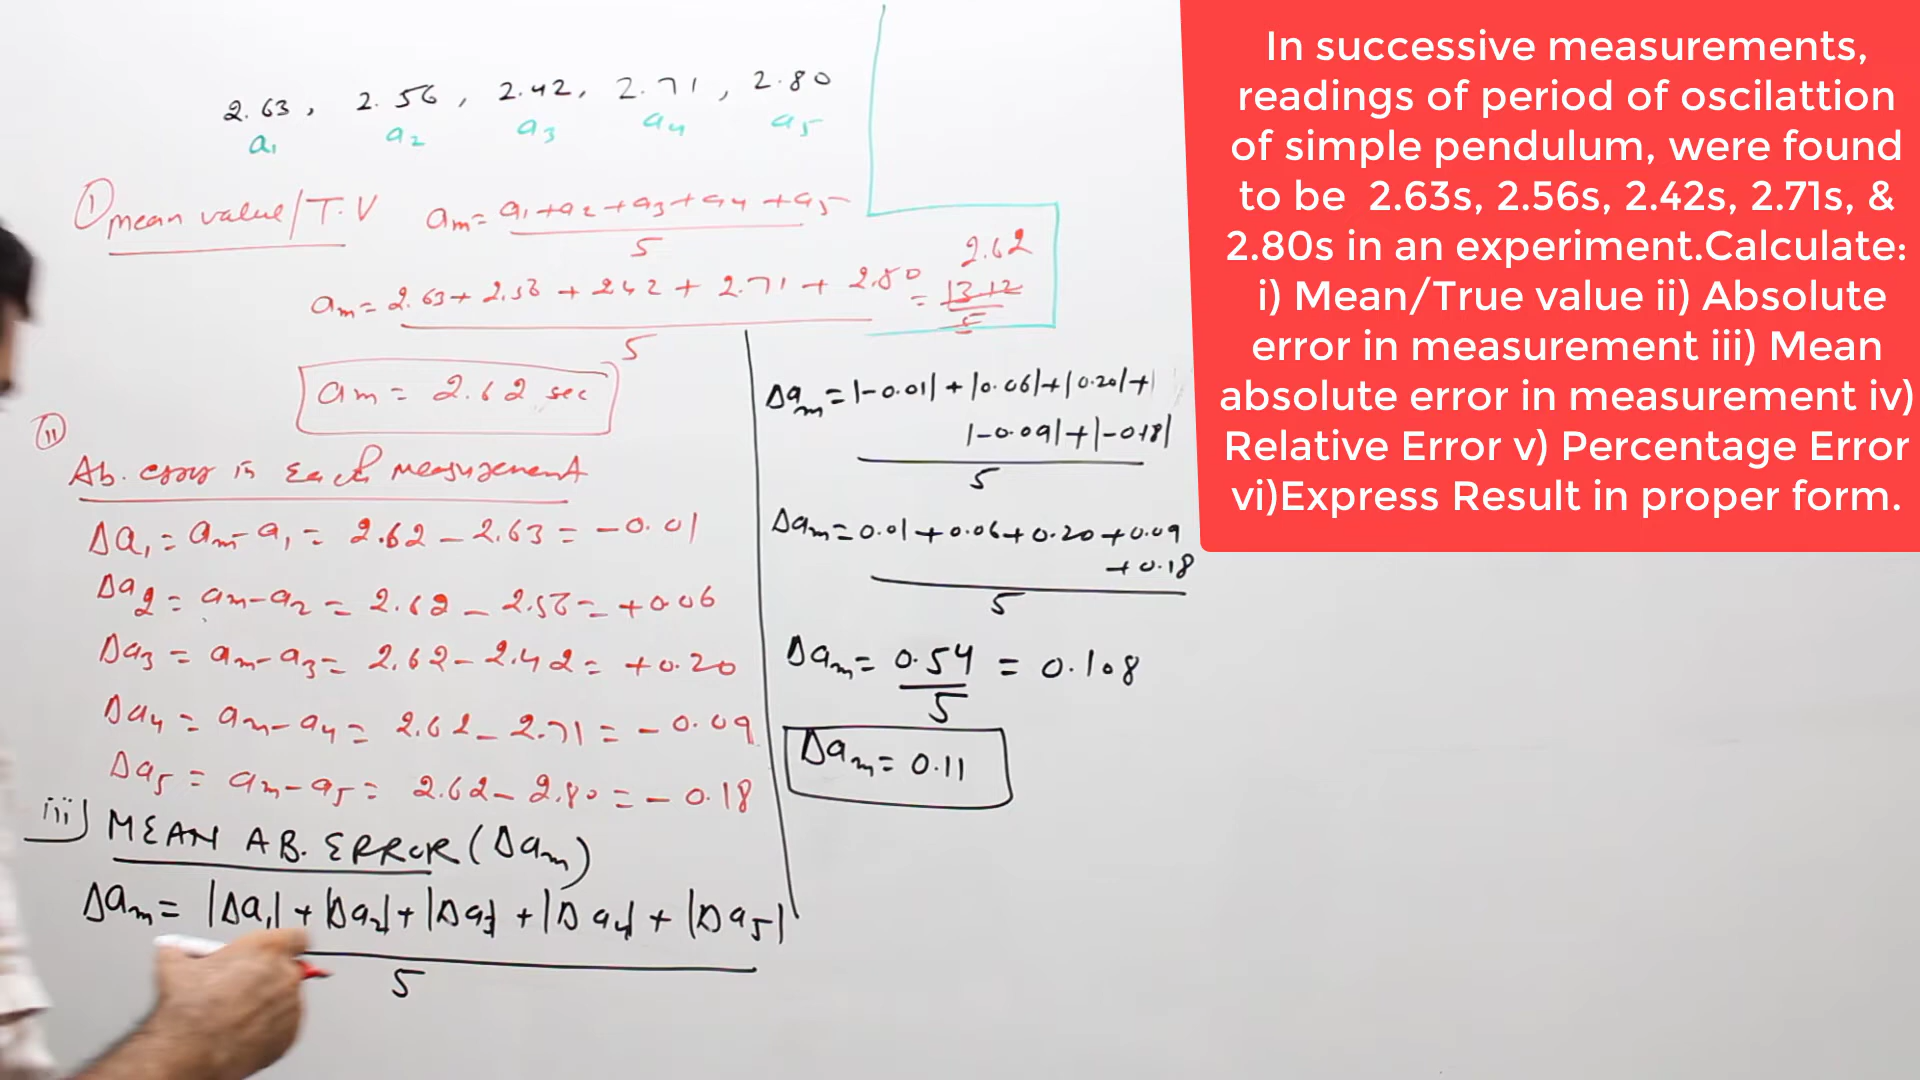 2.63, 2.56, 2.42, 2.71, 2.80
a₁ a₂ a₃ a₄ a₅
① mean value/T.V
aₘ = a₁+a₂+a₃+a₄+a₅
5
aₘ = 2.63+2.56+2.42+2.71+2.80 = 13.12
5
5
2.62
aₘ = 2.62 sec
ii
Ab. error in Each measurement
Δa₁ = aₘ-a₁ = 2.62-2.63 = -0.01
Δa₂ = aₘ-a₂ = 2.62-2.56 = +0.06
Δa₃ = aₘ-a₃ = 2.62-2.42 = +0.20
Δa₄ = aₘ-a₄ = 2.62-2.71 = -0.09
Δa₅ = aₘ-a₅ = 2.62-2.80 = -0.18
iii) MEAN AB. ERROR (Δaₘ)
Δaₘ = |Δa₁|+|Δa₂|+|Δa₃|+|Δa₄|+|Δa₅|
5
Δaₘ = |-0.01|+|0.06|+|0.20|+
|-0.09|+|-0.18|
5
Δaₘ = 0.01+0.06+0.20+0.09
+0.18
5
Δaₘ = 0.54 = 0.108
5
Δaₘ = 0.11
In successive measurements,
readings of period of oscilattion
of simple pendulum, were found
to be 2.63s, 2.56s, 2.42s, 2.71s, &
2.80s in an experiment.Calculate:
i) Mean/True value ii) Absolute
error in measurement iii) Mean
absolute error in measurement iv)
Relative Error v) Percentage Error
vi)Express Result in proper form.